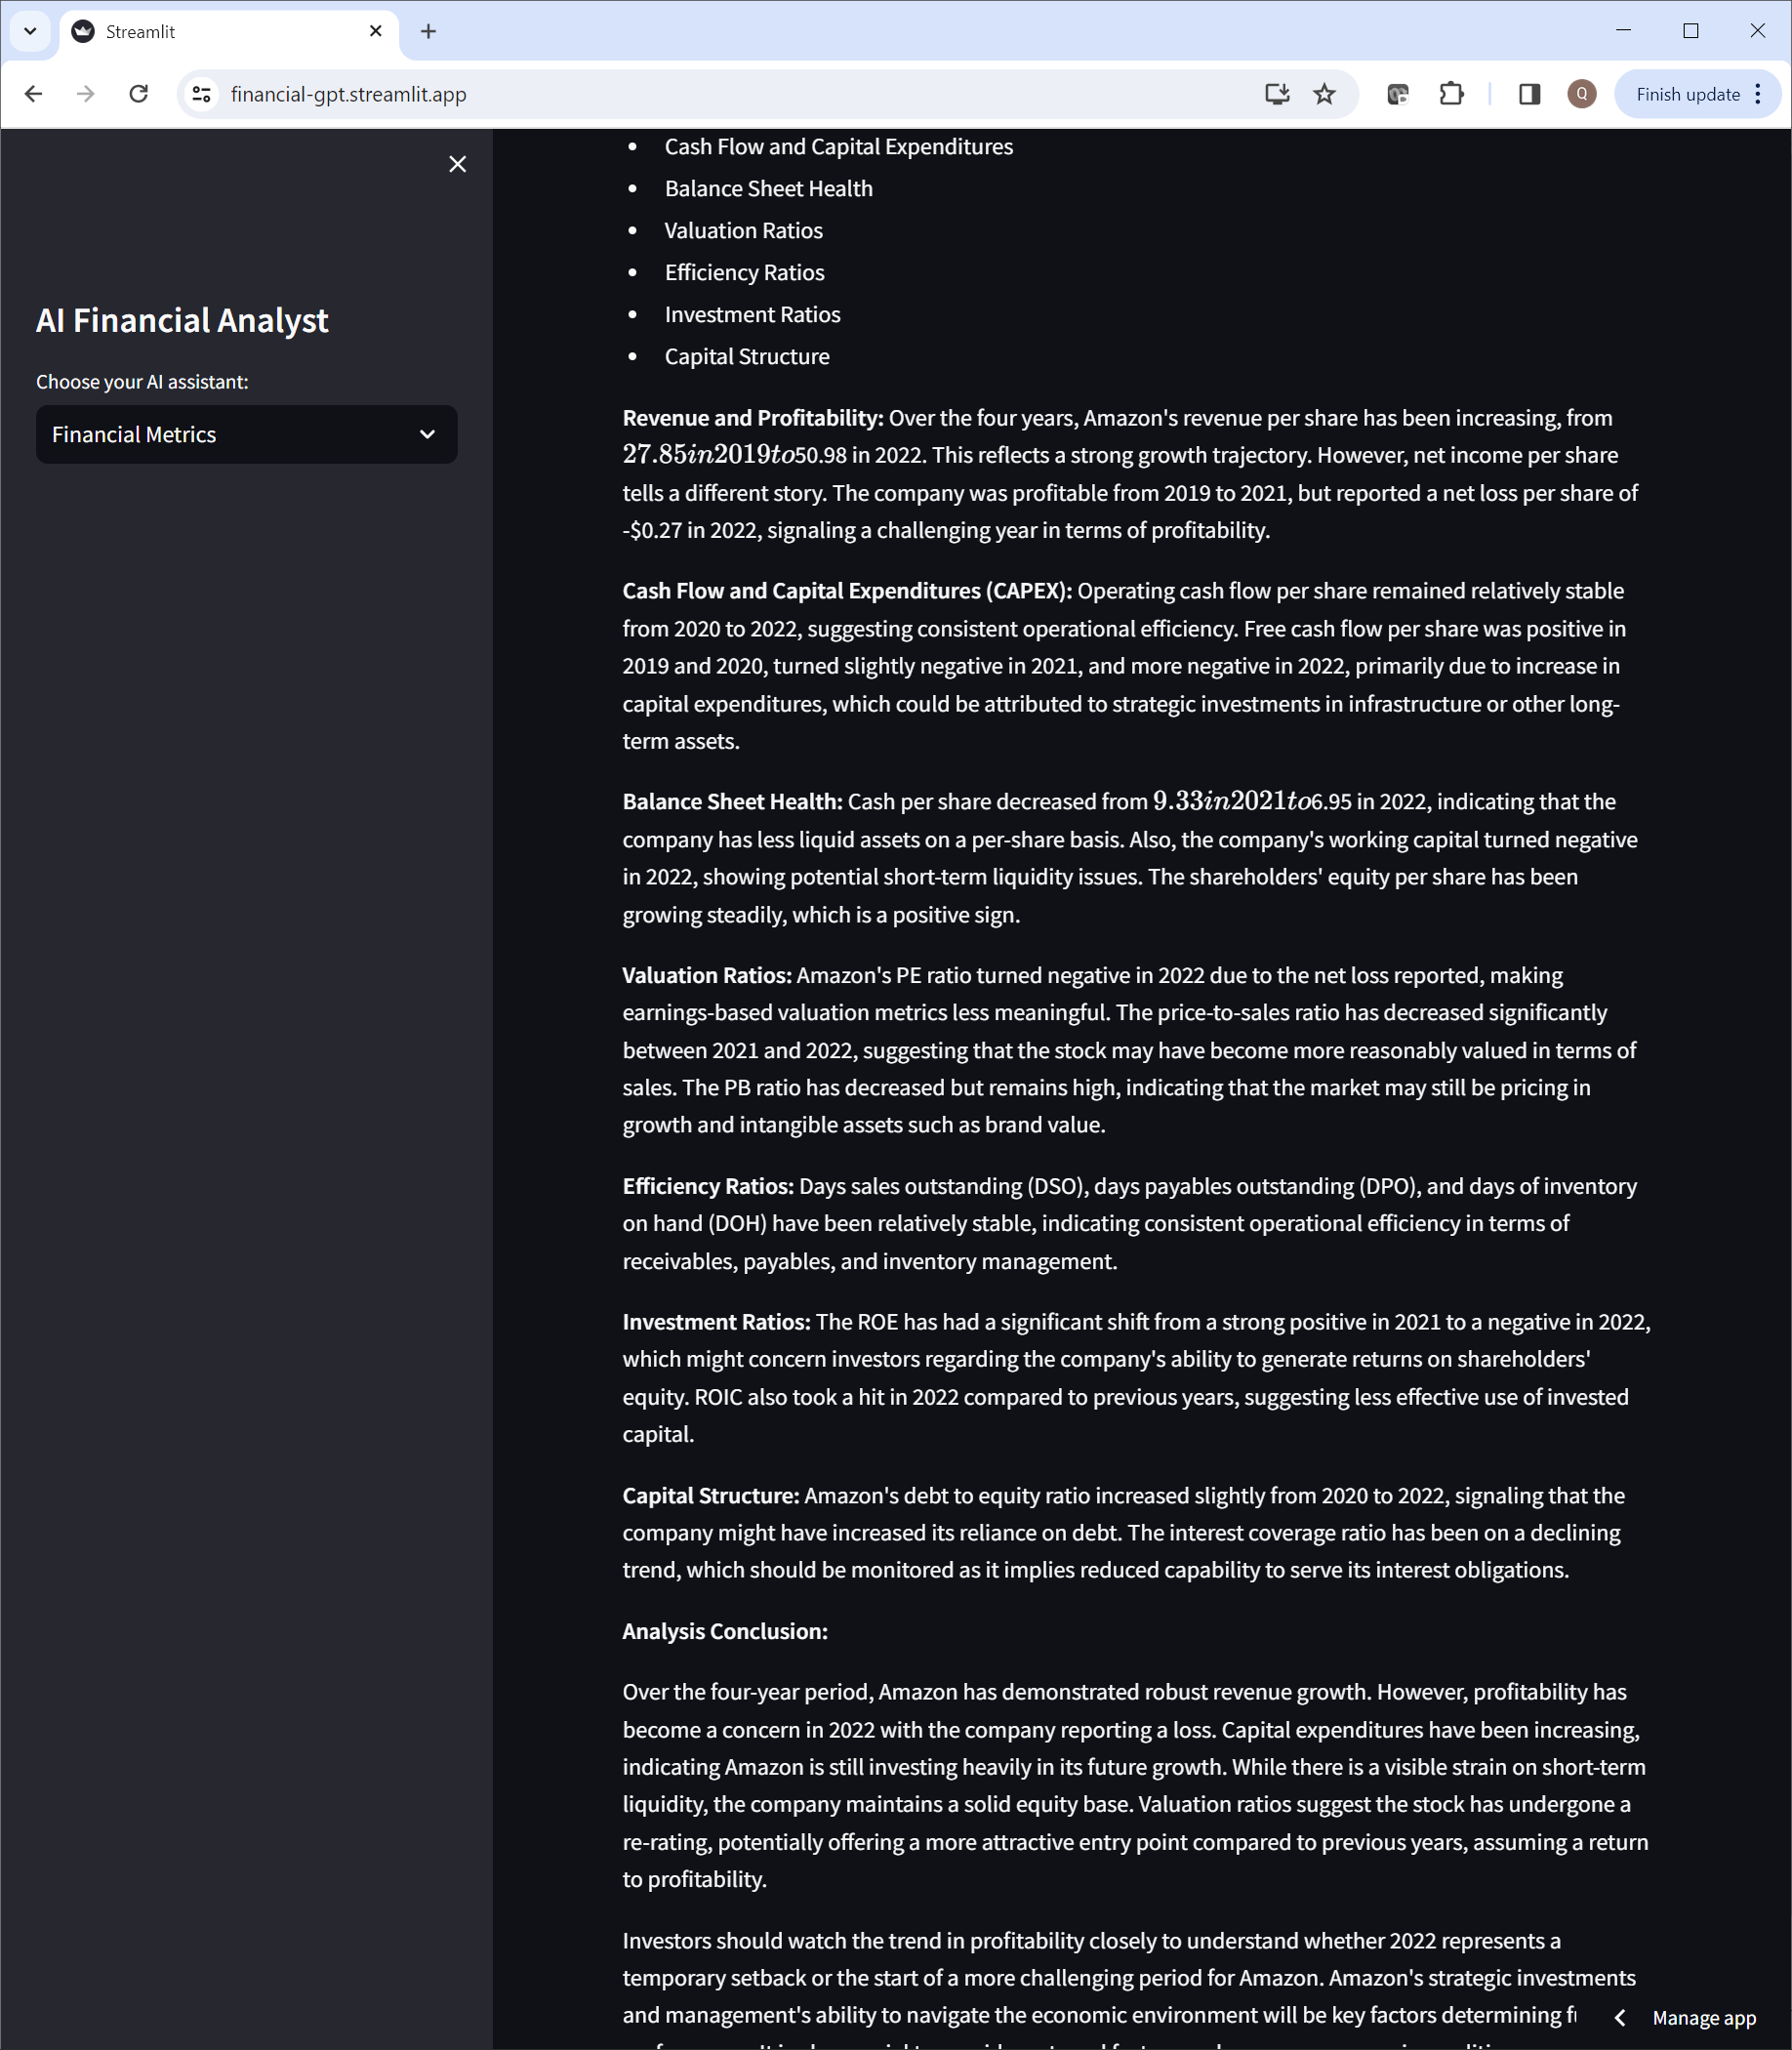 Streamlit
financial-gpt.streamlit.app
Q
Finish update
AI Financial Analyst
Choose your AI assistant:
Financial Metrics
• Cash Flow and Capital Expenditures
• Balance Sheet Health
• Valuation Ratios
• Efficiency Ratios
• Investment Ratios
• Capital Structure
Revenue and Profitability: Over the four years, Amazon's revenue per share has been increasing, from
27.85in2019to50.98 in 2022. This reflects a strong growth trajectory. However, net income per share
tells a different story. The company was profitable from 2019 to 2021, but reported a net loss per share of
-$0.27 in 2022, signaling a challenging year in terms of profitability.
Cash Flow and Capital Expenditures (CAPEX): Operating cash flow per share remained relatively stable
from 2020 to 2022, suggesting consistent operational efficiency. Free cash flow per share was positive in
2019 and 2020, turned slightly negative in 2021, and more negative in 2022, primarily due to increase in
capital expenditures, which could be attributed to strategic investments in infrastructure or other long-
term assets.
Balance Sheet Health: Cash per share decreased from 9.33in2021to6.95 in 2022, indicating that the
company has less liquid assets on a per-share basis. Also, the company's working capital turned negative
in 2022, showing potential short-term liquidity issues. The shareholders' equity per share has been
growing steadily, which is a positive sign.
Valuation Ratios: Amazon's PE ratio turned negative in 2022 due to the net loss reported, making
earnings-based valuation metrics less meaningful. The price-to-sales ratio has decreased significantly
between 2021 and 2022, suggesting that the stock may have become more reasonably valued in terms of
sales. The PB ratio has decreased but remains high, indicating that the market may still be pricing in
growth and intangible assets such as brand value.
Efficiency Ratios: Days sales outstanding (DSO), days payables outstanding (DPO), and days of inventory
on hand (DOH) have been relatively stable, indicating consistent operational efficiency in terms of
receivables, payables, and inventory management.
Investment Ratios: The ROE has had a significant shift from a strong positive in 2021 to a negative in 2022,
which might concern investors regarding the company's ability to generate returns on shareholders'
equity. ROIC also took a hit in 2022 compared to previous years, suggesting less effective use of invested
capital.
Capital Structure: Amazon's debt to equity ratio increased slightly from 2020 to 2022, signaling that the
company might have increased its reliance on debt. The interest coverage ratio has been on a declining
trend, which should be monitored as it implies reduced capability to serve its interest obligations.
Analysis Conclusion:
Over the four-year period, Amazon has demonstrated robust revenue growth. However, profitability has
become a concern in 2022 with the company reporting a loss. Capital expenditures have been increasing,
indicating Amazon is still investing heavily in its future growth. While there is a visible strain on short-term
liquidity, the company maintains a solid equity base. Valuation ratios suggest the stock has undergone a
re-rating, potentially offering a more attractive entry point compared to previous years, assuming a return
to profitability.
Investors should watch the trend in profitability closely to understand whether 2022 represents a
temporary setback or the start of a more challenging period for Amazon. Amazon's strategic investments
and management's ability to navigate the economic environment will be key factors determining
Manage app